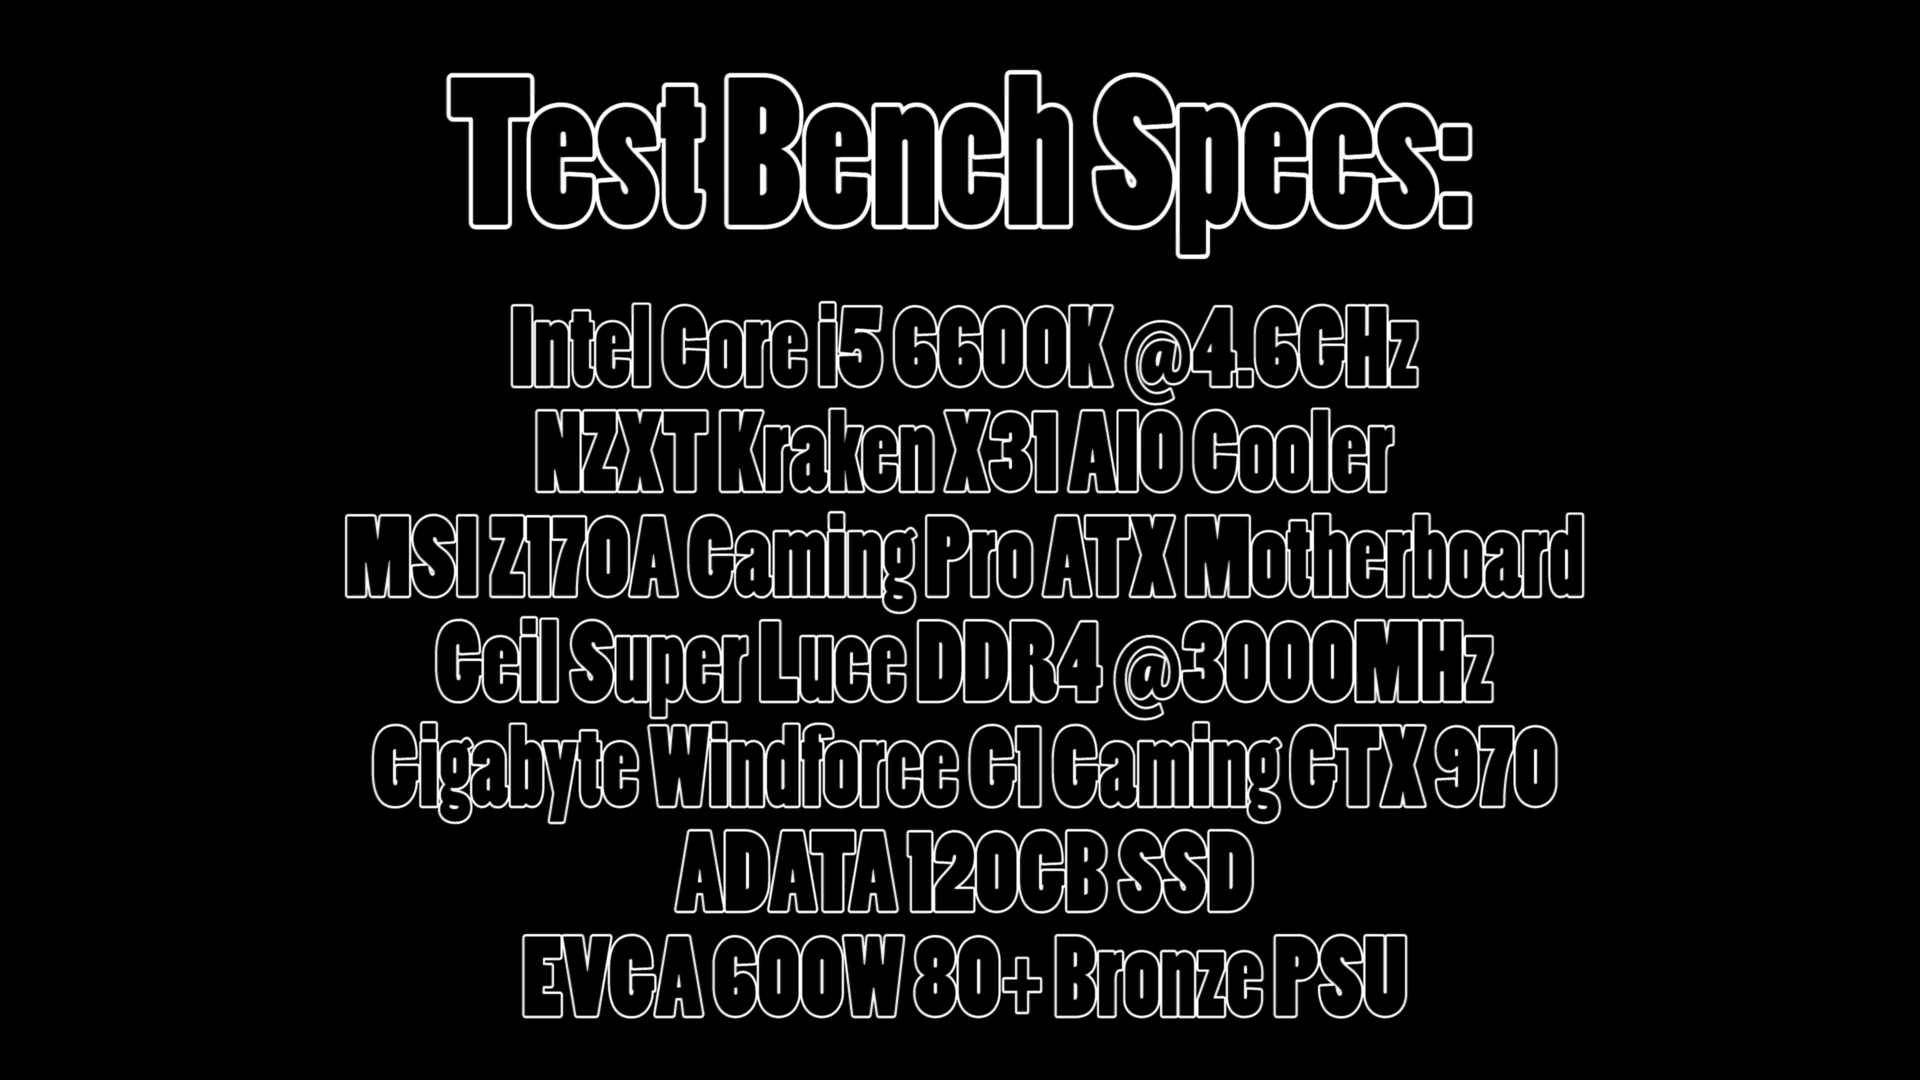 Test Bench Specs:
Intel Core i5 6600K @4.6GHz
NZXT Kraken X31 AIO Cooler
MSI Z170A Gaming Pro ATX Motherboard
Geil Super Luce DDR4 @3000MHz
Gigabyte Windforce G1 Gaming GTX 970
ADATA 120GB SSD
EVGA 600W 80+ Bronze PSU